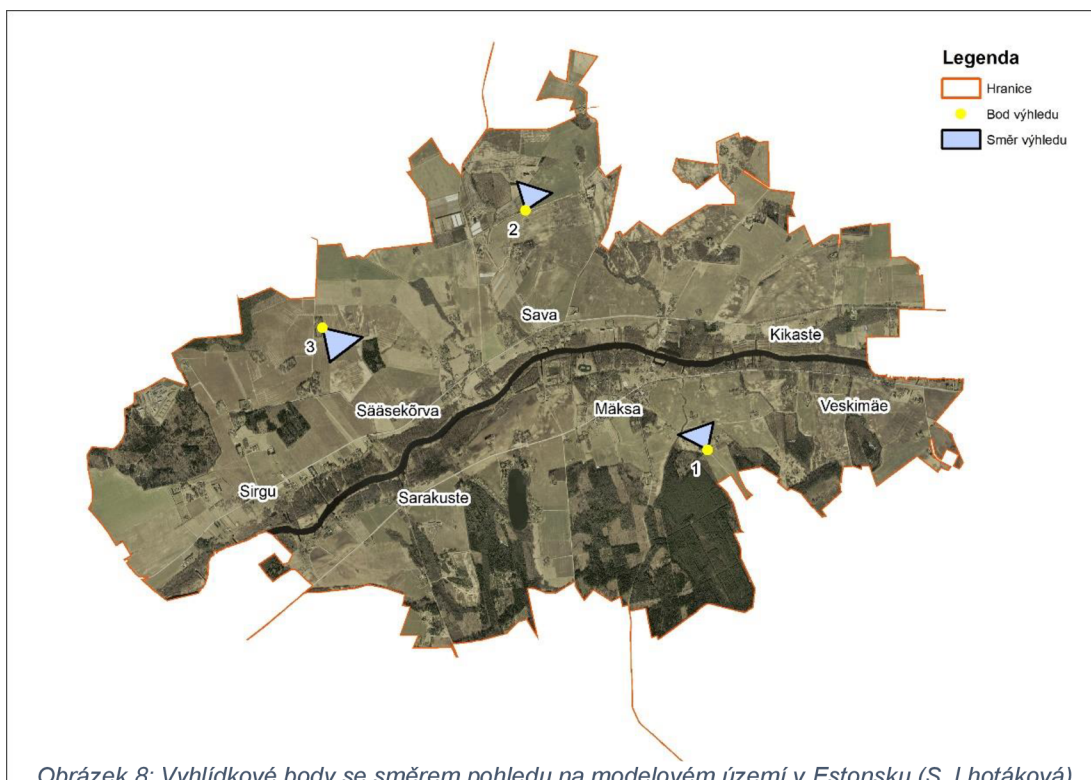 Legenda
Hranice
Bod výhledu
Směr výhledu
2
Sava
Kikaste
3
Sääsekõrva
Mäksa
Veskimäe
1
Sirgu
Sarakuste
Obrázek 8: Vyhlídkové body se směrem pohledu na modelovém území v Estonsku (S. Lhotáková)